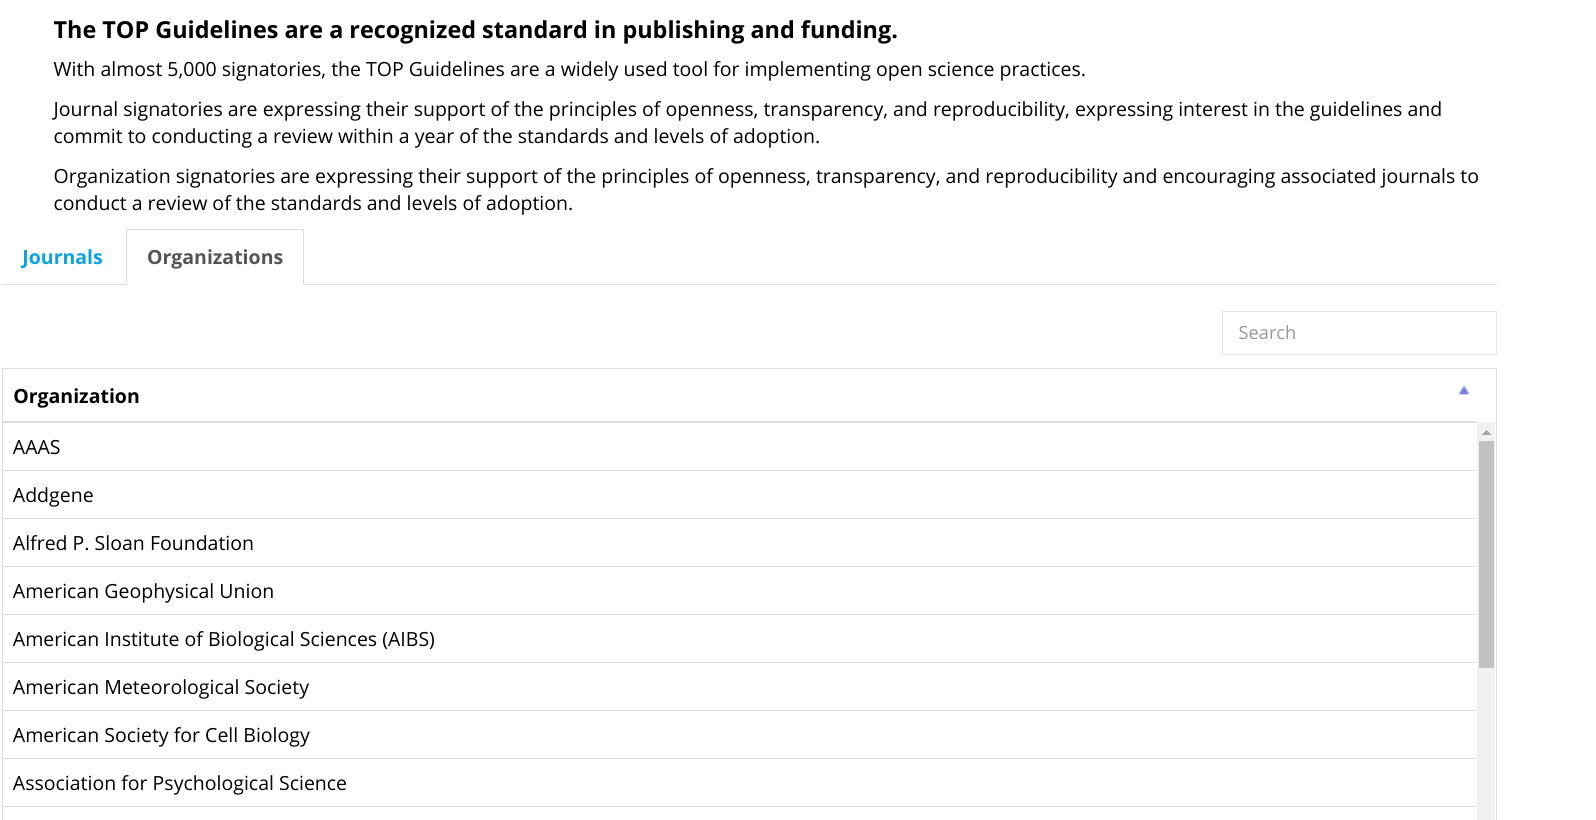 The TOP Guidelines are a recognized standard in publishing and funding.
With almost 5,000 signatories, the TOP Guidelines are a widely used tool for implementing open science practices.
Journal signatories are expressing their support of the principles of openness, transparency, and reproducibility, expressing interest in the guidelines and
commit to conducting a review within a year of the standards and levels of adoption.
Organization signatories are expressing their support of the principles of openness, transparency, and reproducibility and encouraging associated journals to
conduct a review of the standards and levels of adoption.
Journals
Organizations
Search
Organization
AAAS
Addgene
Alfred P. Sloan Foundation
American Geophysical Union
American Institute of Biological Sciences (AIBS)
American Meteorological Society
American Society for Cell Biology
Association for Psychological Science